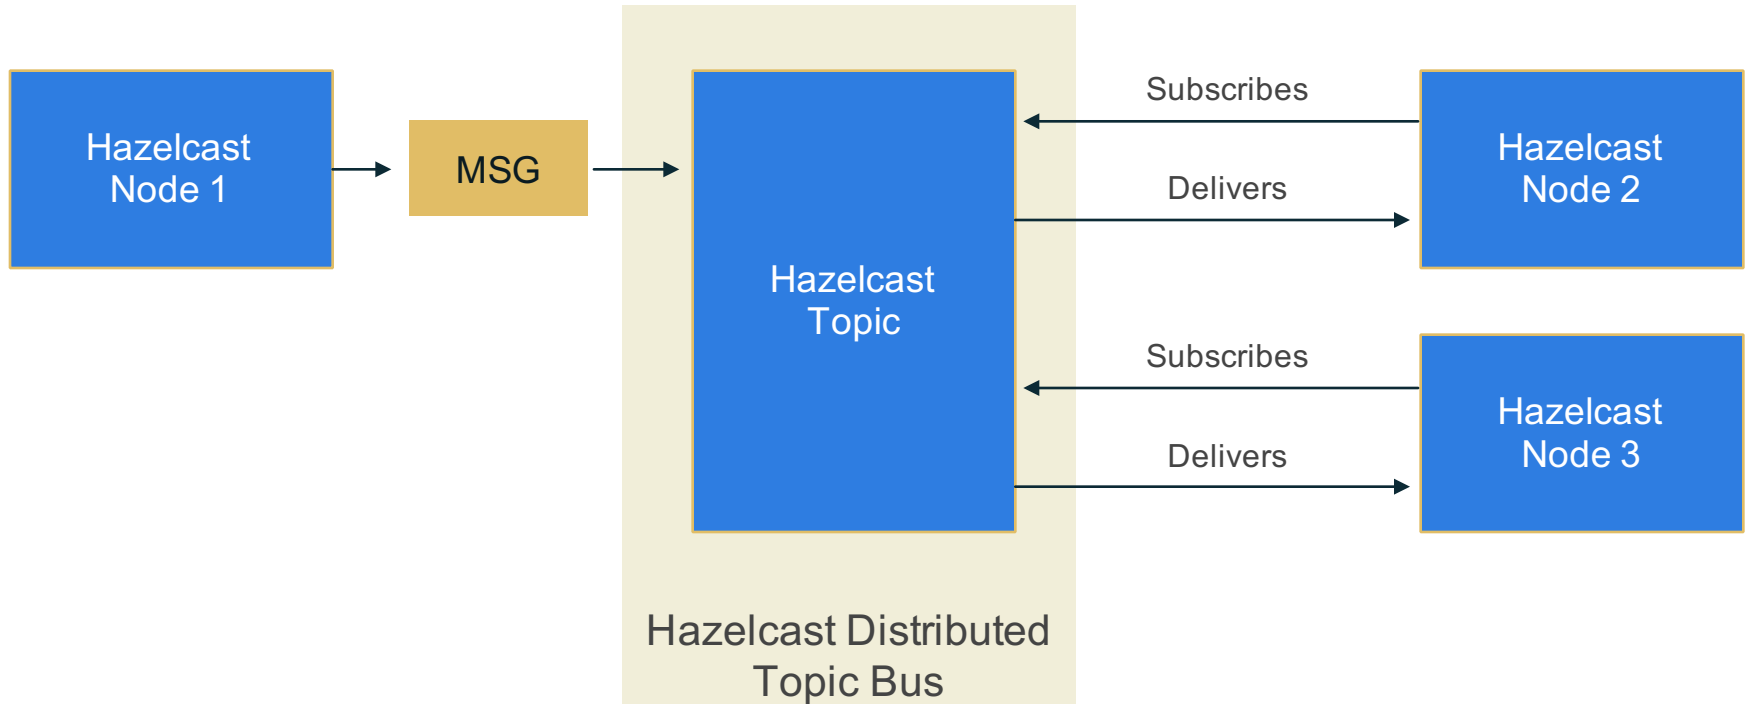 Hazelcast
Node 1
MSG
Hazelcast
Topic
Subscribes
Delivers
Hazelcast
Node 2
Subscribes
Delivers
Hazelcast
Node 3
Hazelcast Distributed
Topic Bus